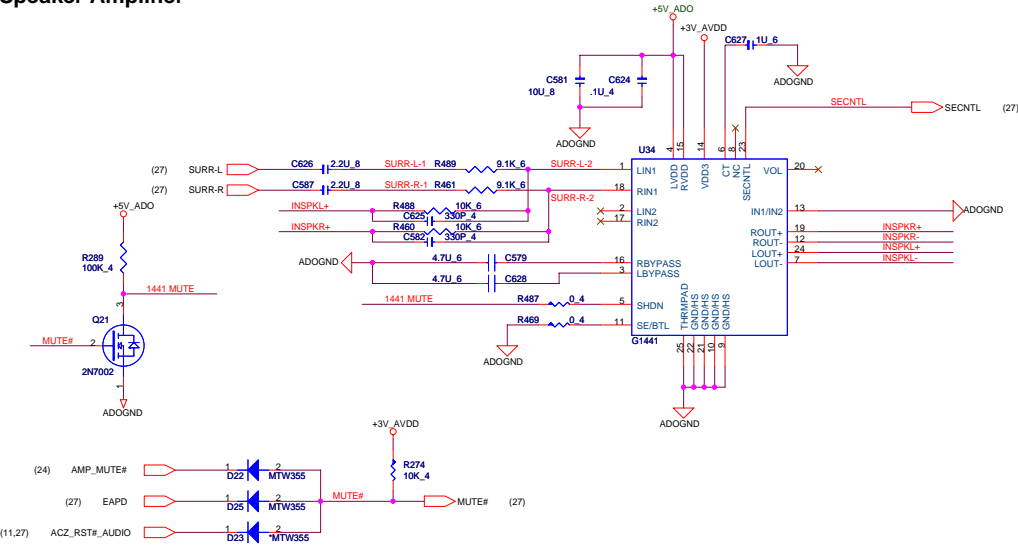 Speaker Amplifier
+5V_ADO
+3V_AVDD
C627 1U_6
ADOGND
C581
10U_8
C624
.1U_4
ADOGND
SECNTL
SECNTL (27)
U34
4 15 14 6 8 23
LVDD RVDD VDD3 CT NC SECNTL
(27) SURR-L C626 2.2U_8 SURR-L-1 R489 9.1K_6 SURR-L-2 1 LIN1
VOL 20
(27) SURR-R C587 2.2U_8 SURR-R-1 R461 9.1K_6 18 RIN1
SURR-R-2
INSPKL+ R488 10K_6
C625 330P_4
2 LIN2
17 RIN2
IN1/IN2 13 ADOGND
INSPKR+ R460 10K_6
C582 330P_4
ROUT+ 19 INSPKR+
ROUT- 12 INSPKR-
LOUT+ 24 INSPKL+
LOUT- 7 INSPKL-
ADOGND 4.7U_6 C579 16 RBYPASS
4.7U_6 C628 3 LBYPASS
1441 MUTE R487 0_4 5 SHDN
R469 0_4 11 SE/BTL
ADOGND
G1441
THRMPAD GND/HS GND/HS GND/HS GND/HS
25 22 21 10 9
ADOGND
+5V_ADO
R289
100K_4
1441 MUTE
3
Q21
MUTE# 2
2N7002
1
ADOGND
+3V_AVDD
R274
10K_4
(24) AMP_MUTE# 1 2
D22 MTW355
(27) EAPD 1 2
D25 MTW355
MUTE# MUTE# (27)
(11,27) ACZ_RST#_AUDIO 1 2
D23 *MTW355